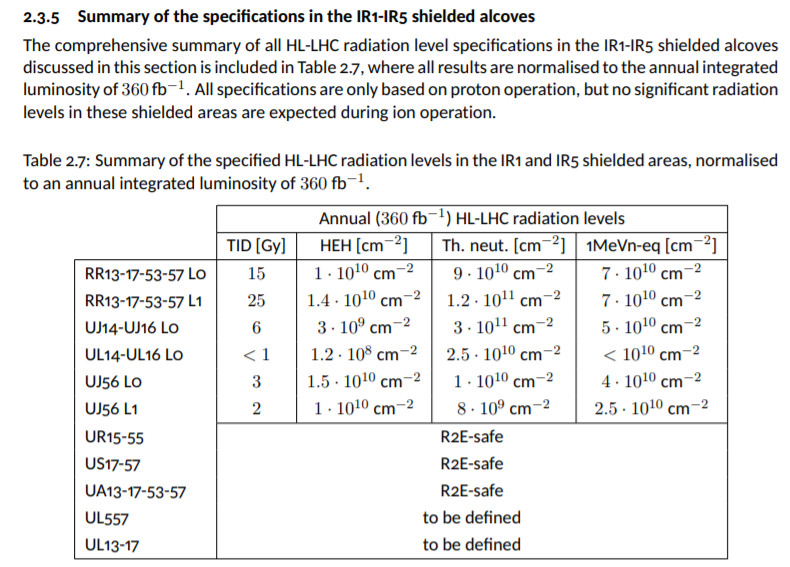 2.3.5 Summary of the specifications in the IR1-IR5 shielded alcoves
The comprehensive summary of all HL-LHC radiation level specifications in the IR1-IR5 shielded alcoves
discussed in this section is included in Table 2.7, where all results are normalised to the annual integrated
luminosity of 360 fb⁻¹. All specifications are only based on proton operation, but no significant radiation
levels in these shielded areas are expected during ion operation.
Table 2.7: Summary of the specified HL-LHC radiation levels in the IR1 and IR5 shielded areas, normalised
to an annual integrated luminosity of 360 fb⁻¹.
Annual (360 fb⁻¹) HL-LHC radiation levels
TID [Gy] HEH [cm⁻²] Th. neut. [cm⁻²] 1MeVn-eq [cm⁻²]
RR13-17-53-57 L0 15 1 · 10¹⁰ cm⁻² 9 · 10¹⁰ cm⁻² 7 · 10¹⁰ cm⁻²
RR13-17-53-57 L1 25 1.4 · 10¹⁰ cm⁻² 1.2 · 10¹¹ cm⁻² 7 · 10¹⁰ cm⁻²
UJ14-UJ16 L0 6 3 · 10⁹ cm⁻² 3 · 10¹¹ cm⁻² 5 · 10¹⁰ cm⁻²
UL14-UL16 L0 < 1 1.2 · 10⁸ cm⁻² 2.5 · 10¹⁰ cm⁻² < 10¹⁰ cm⁻²
UJ56 L0 3 1.5 · 10¹⁰ cm⁻² 1 · 10¹⁰ cm⁻² 4 · 10¹⁰ cm⁻²
UJ56 L1 2 1 · 10¹⁰ cm⁻² 8 · 10⁹ cm⁻² 2.5 · 10¹⁰ cm⁻²
UR15-55 R2E-safe
US17-57 R2E-safe
UA13-17-53-57 R2E-safe
UL557 to be defined
UL13-17 to be defined